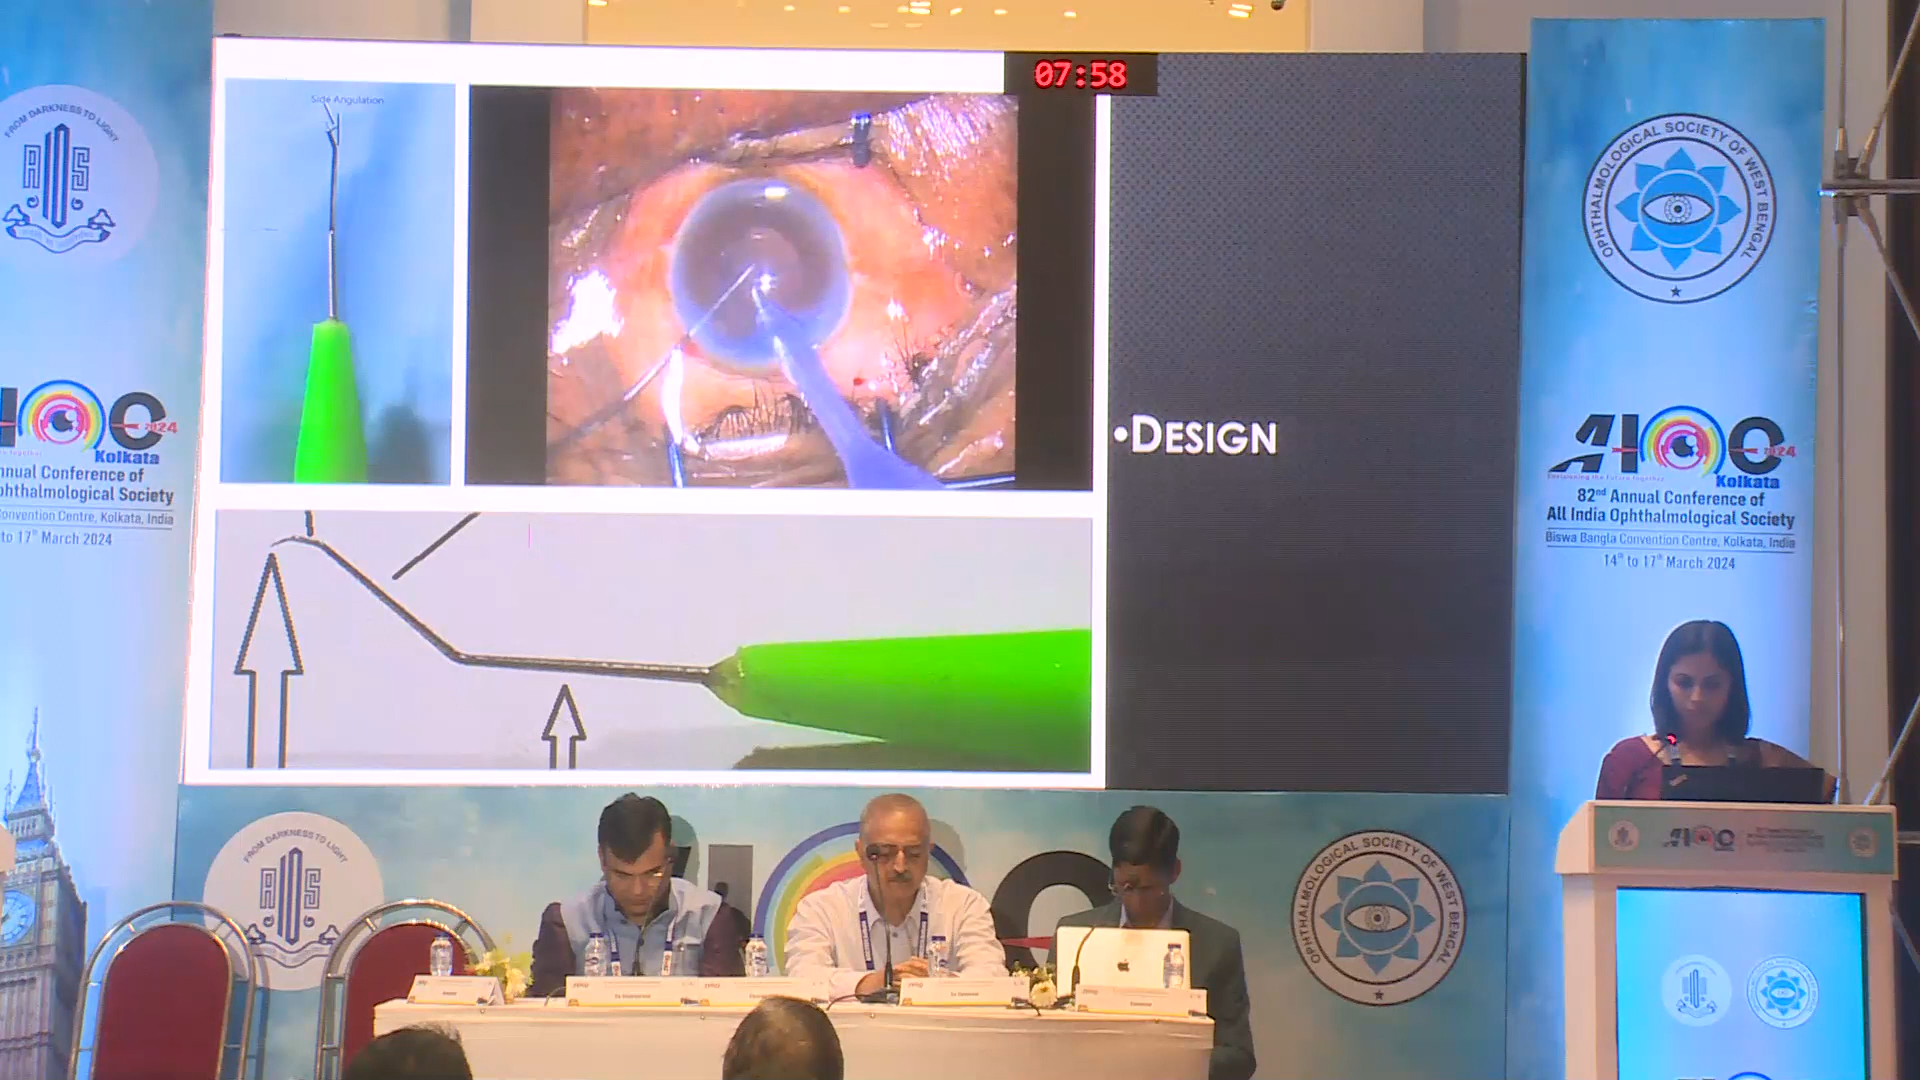 07:58
Side Angulation
•DESIGN
FROM DARKNESS TO LIGHT
AIOS
Kolkata
nnual Conference of
phthalmological Society
Convention Centre, Kolkata, India
to 17th March 2024
OPHTHALMOLOGICAL SOCIETY OF WEST BENGAL
AIOC 2024
Kolkata
82nd Annual Conference of
All India Ophthalmological Society
Biswa Bangla Convention Centre, Kolkata, India
14th to 17th March 2024
FROM DARKNESS TO LIGHT
OPHTHALMOLOGICAL SOCIETY OF WEST BENGAL
AIOC